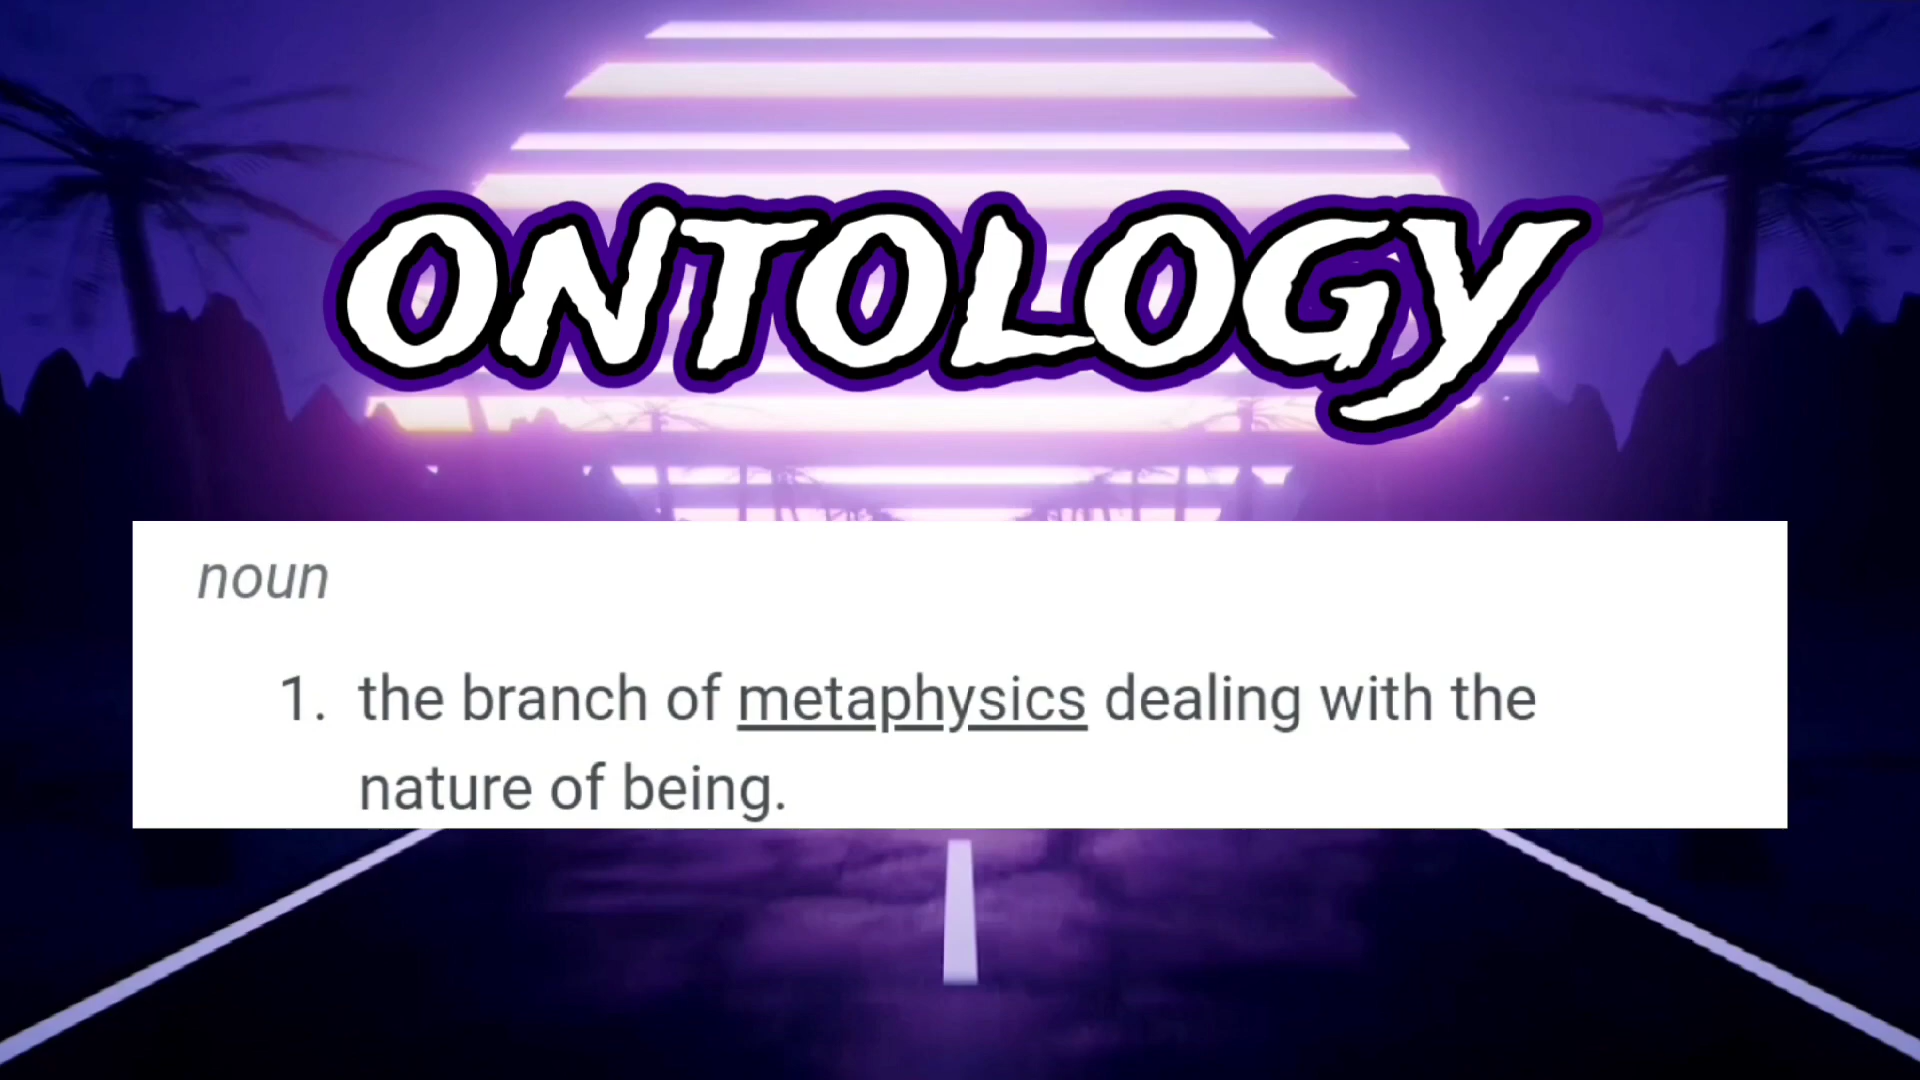 ONTOLOGY
noun
1. the branch of metaphysics dealing with the
nature of being.